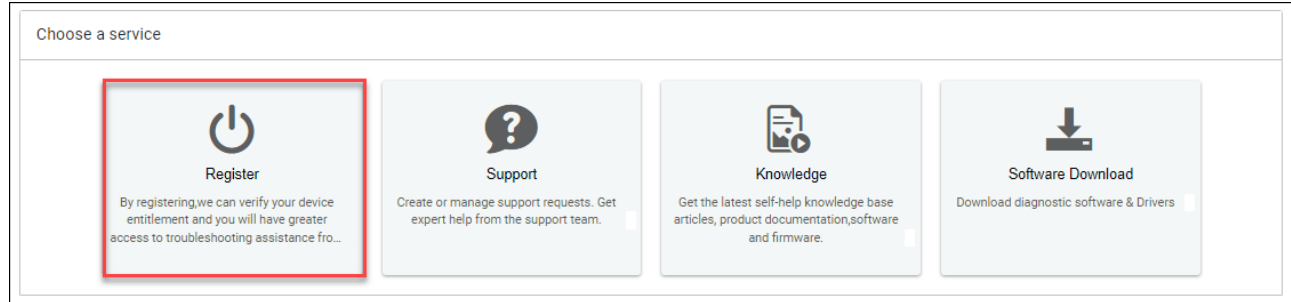 Choose a service
Register
By registering,we can verify your device
entitlement and you will have greater
access to troubleshooting assistance fro...
Support
Create or manage support requests. Get
expert help from the support team.
Knowledge
Get the latest self-help knowledge base
articles, product documentation,software
and firmware.
Software Download
Download diagnostic software & Drivers